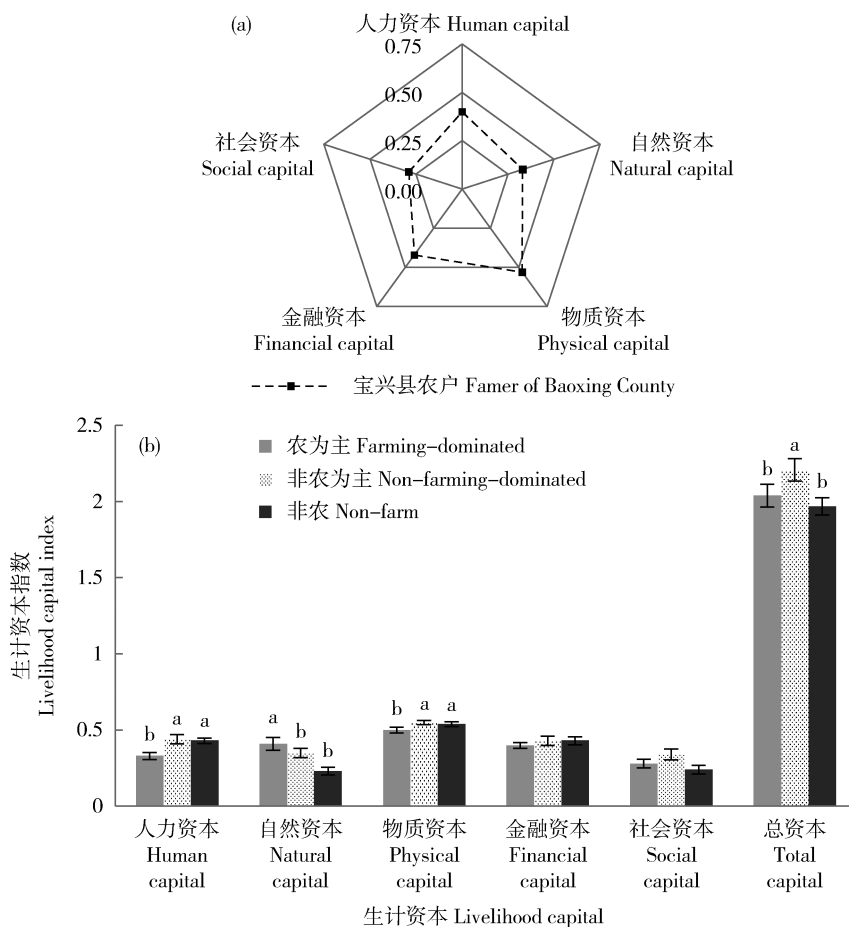 (a)
人力资本 Human capital
0.75
0.50
0.25
0.00
社会资本
Social capital
自然资本
Natural capital
金融资本
Financial capital
物质资本
Physical capital
宝兴县农户 Famer of Baoxing County
(b)
农为主 Farming-dominated
非农为主 Non-farming-dominated
非农 Non-farm
生计资本指数
Livelihood capital index
2.5
2
1.5
1
0.5
0
b a a
a b b
b a a
b a b
人力资本
Human
capital
自然资本
Natural
capital
物质资本
Physical
capital
金融资本
Financial
capital
社会资本
Social
capital
总资本
Total
capital
生计资本 Livelihood capital